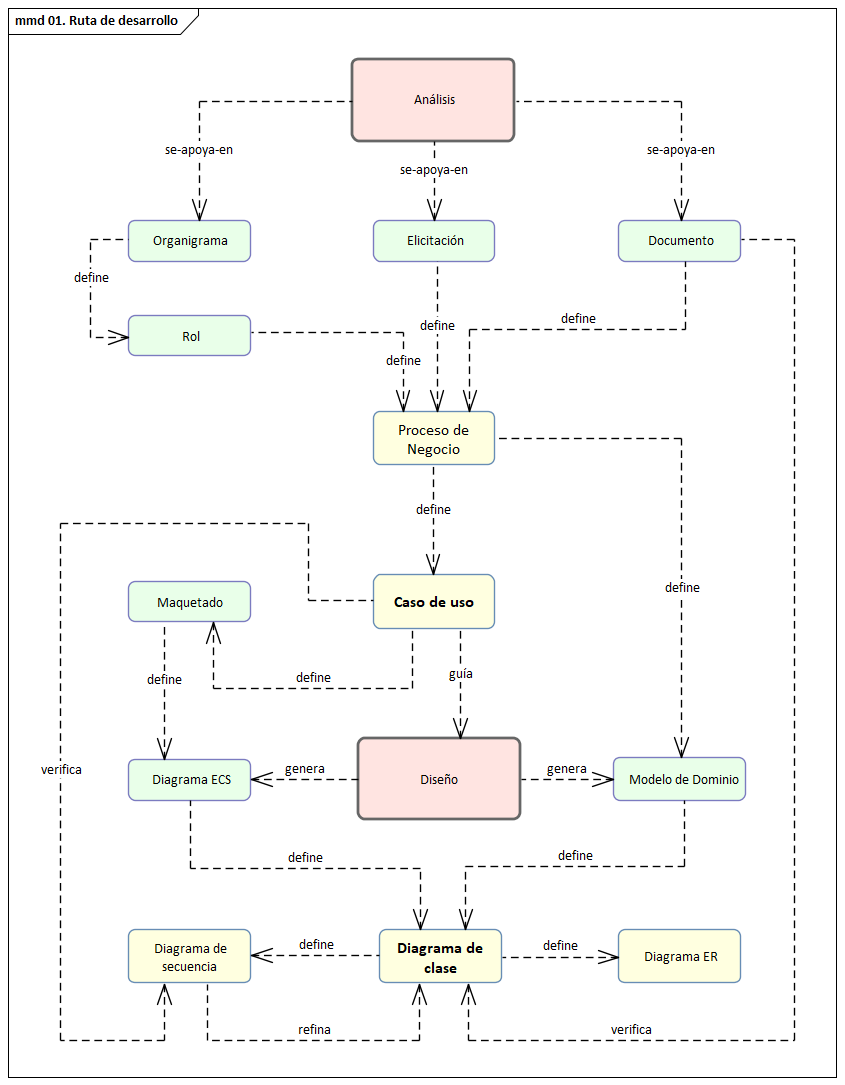 mmd 01. Ruta de desarrollo
Análisis
se-apoya-en
se-apoya-en
se-apoya-en
Organigrama
Elicitación
Documento
define
Rol
define
define
define
Proceso de
Negocio
define
define
Maquetado
Caso de uso
define
define
guía
verifica
Diagrama ECS
genera
Diseño
genera
Modelo de Dominio
define
define
Diagrama de
secuencia
define
Diagrama de
clase
define
Diagrama ER
refina
verifica